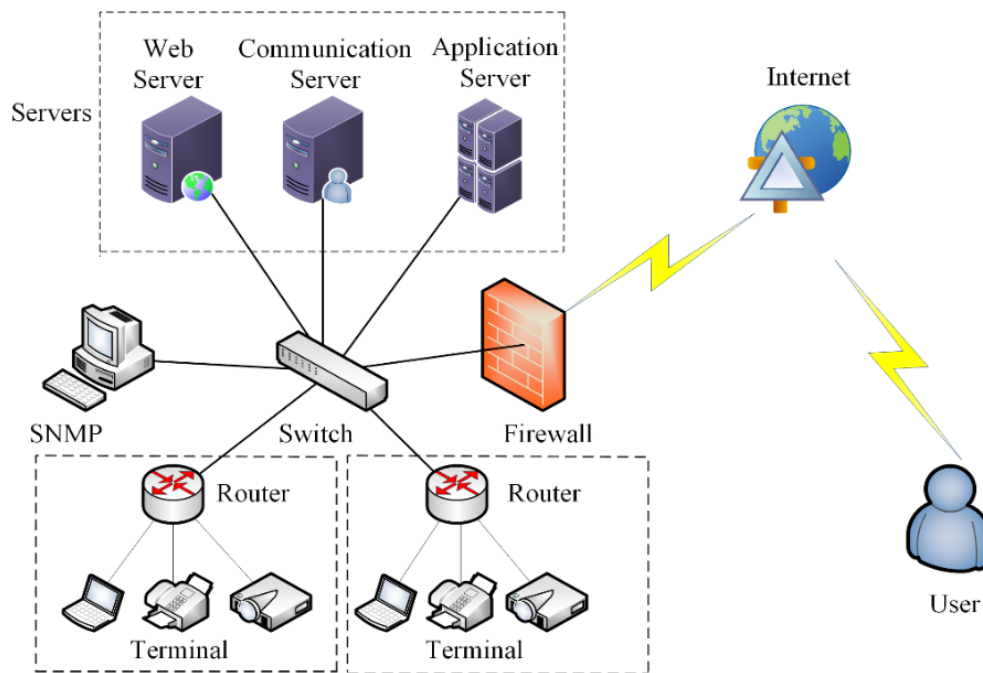 Web
Server
Communication
Server
Application
Server
Servers
Internet
SNMP
Switch
Firewall
Router
Router
Terminal
Terminal
User